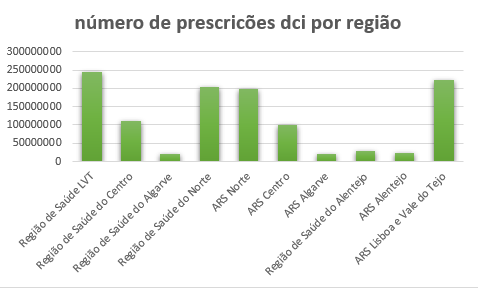 número de prescricões dci por região
300000000
250000000
200000000
150000000
100000000
50000000
0
Região de Saúde LVT
Região de Saúde do Centro
Região de Saúde do Algarve
Região de Saúde do Norte
ARS Norte
ARS Centro
ARS Algarve
Região de Saúde do Alentejo
ARS Alentejo
ARS Lisboa e Vale do Tejo